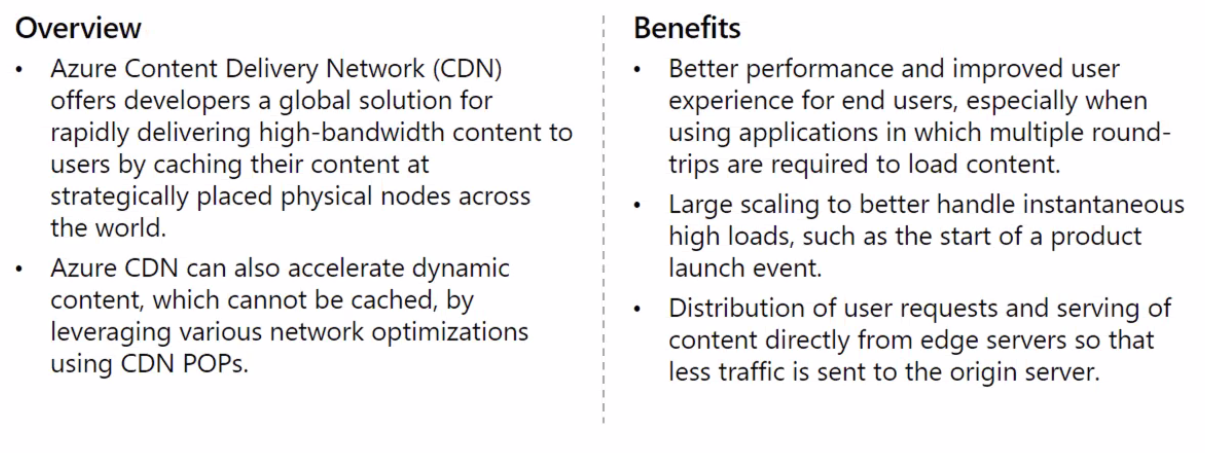 Overview
• Azure Content Delivery Network (CDN)
offers developers a global solution for
rapidly delivering high-bandwidth content to
users by caching their content at
strategically placed physical nodes across
the world.
• Azure CDN can also accelerate dynamic
content, which cannot be cached, by
leveraging various network optimizations
using CDN POPs.
Benefits
• Better performance and improved user
experience for end users, especially when
using applications in which multiple round-
trips are required to load content.
• Large scaling to better handle instantaneous
high loads, such as the start of a product
launch event.
• Distribution of user requests and serving of
content directly from edge servers so that
less traffic is sent to the origin server.